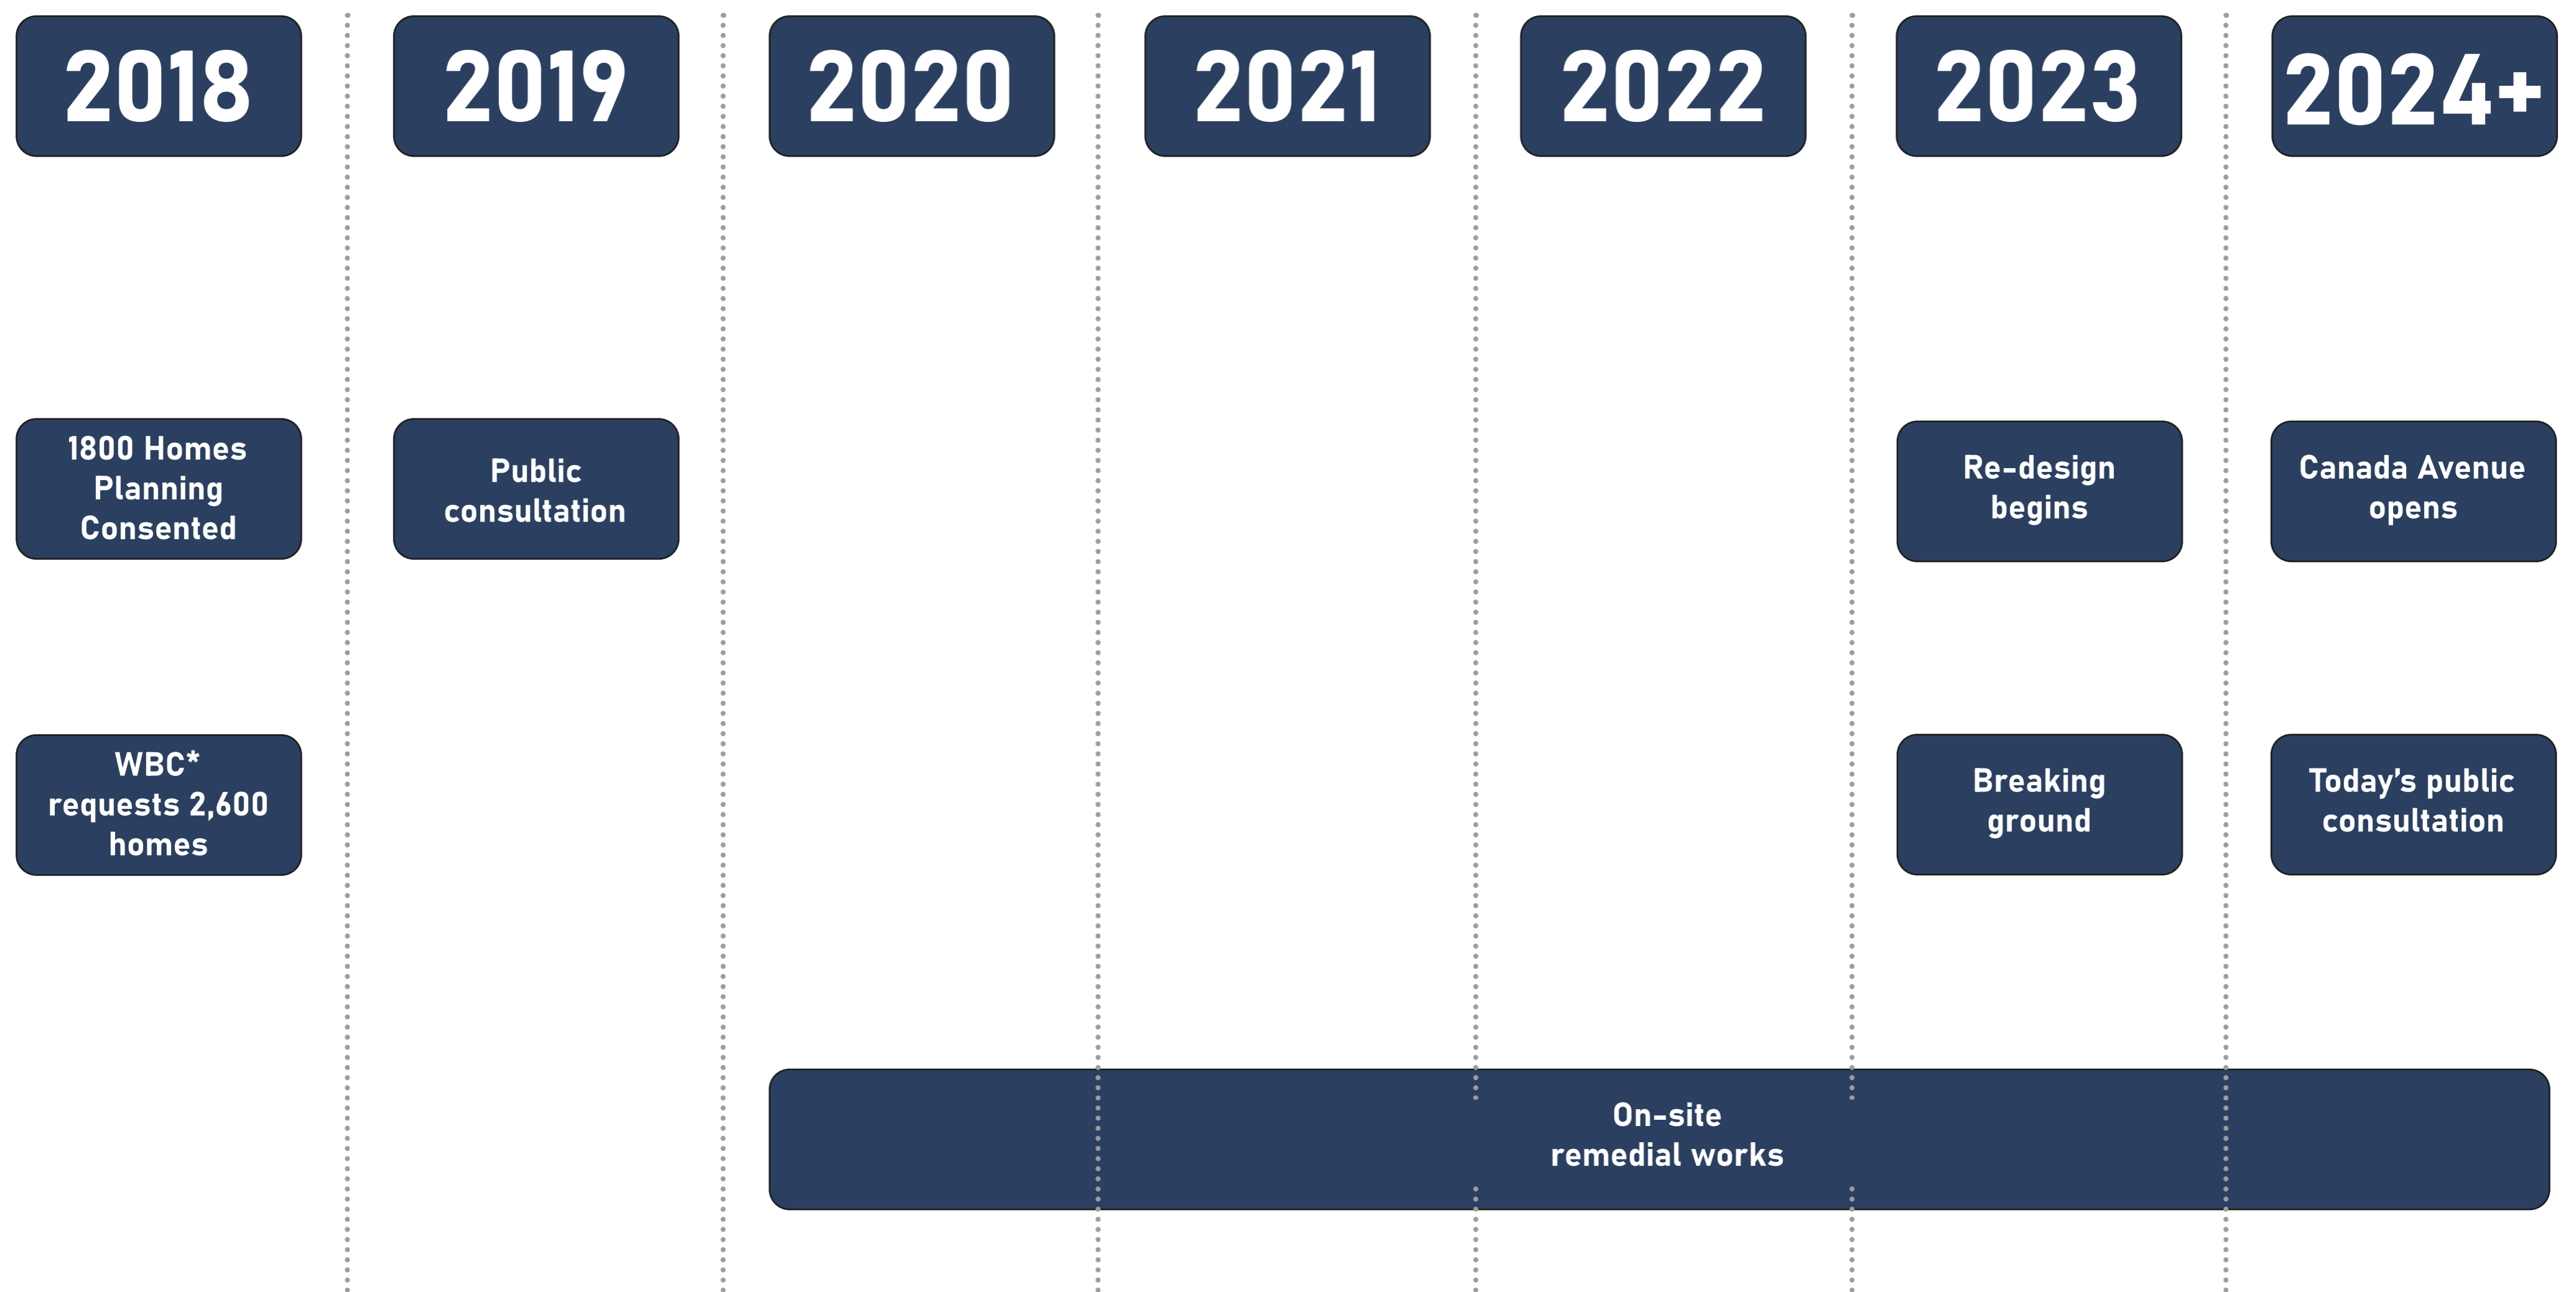 2018
2019
2020
2021
2022
2023
2024+
1800 Homes
Planning
Consented
Public
consultation
Re-design
begins
Canada Avenue
opens
WBC*
requests 2,600
homes
Breaking
ground
Today's public
consultation
On-site
remedial works